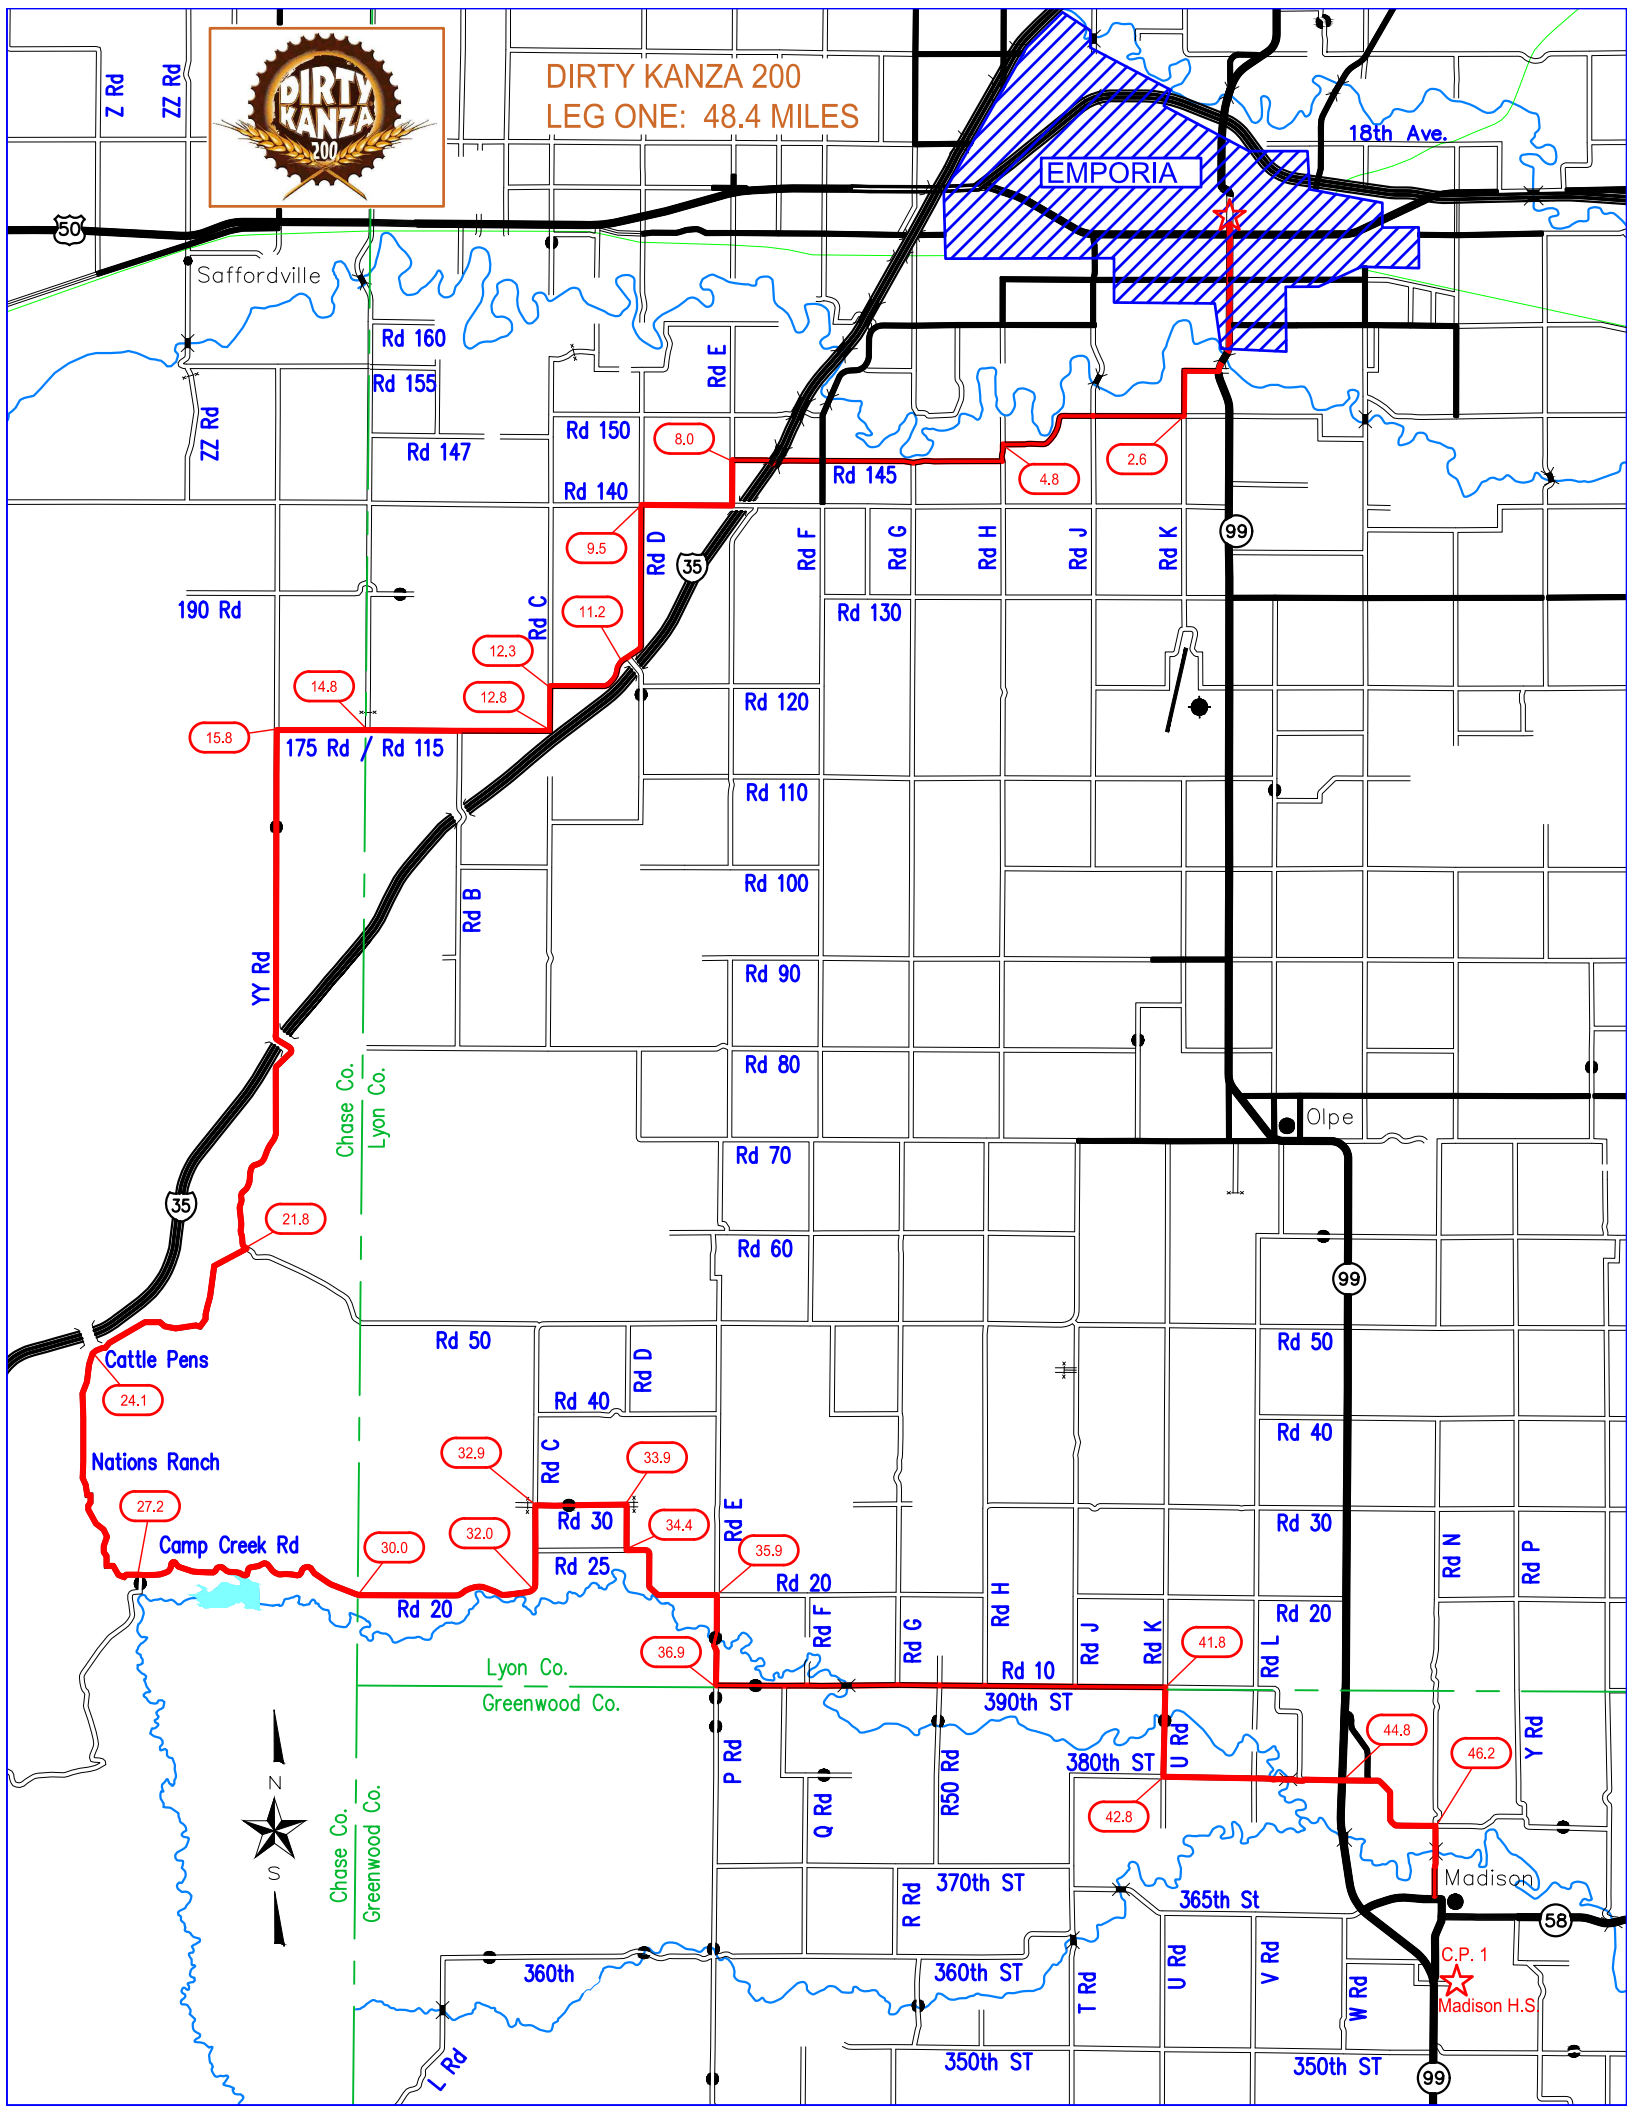 DIRTY KANZA 200
LEG ONE: 48.4 MILES
DIRTY
KANZA
200
Z Rd
ZZ Rd
18th Ave.
EMPORIA
50
Saffordville
Rd 160
Rd 155
Rd E
ZZ Rd
Rd 147
Rd 150
8.0
2.6
4.8
Rd 145
Rd 140
9.5
Rd D
35
Rd F
Rd G
Rd H
Rd J
Rd K
99
190 Rd
Rd C
11.2
Rd 130
12.3
14.8
12.8
Rd 120
15.8
175 Rd / Rd 115
Rd 110
Rd 100
Rd B
YY Rd
Rd 90
Rd 80
Chase Co.
Lyon Co.
Olpe
Rd 70
35
21.8
Rd 60
99
Rd 50
Rd 50
Cattle Pens
Rd D
24.1
Rd 40
Rd 40
Nations Ranch
32.9
Rd C
33.9
27.2
Rd 30
Rd E
Rd 30
Camp Creek Rd
30.0
32.0
34.4
35.9
Rd N
Rd P
Rd 25
Rd 20
Rd 20
Rd H
Rd 20
Rd F
Rd G
Rd J
Rd K
Rd L
36.9
41.8
Lyon Co.
Rd 10
Greenwood Co.
390th ST
P Rd
U Rd
44.8
Y Rd
46.2
380th ST
N
R50 Rd
Q Rd
42.8
Chase Co.
Greenwood Co.
S
370th ST
Madison
R Rd
365th St
58
360th
360th ST
T Rd
U Rd
V Rd
W Rd
C.P. 1
Madison H.S.
L Rd
350th ST
350th ST
99